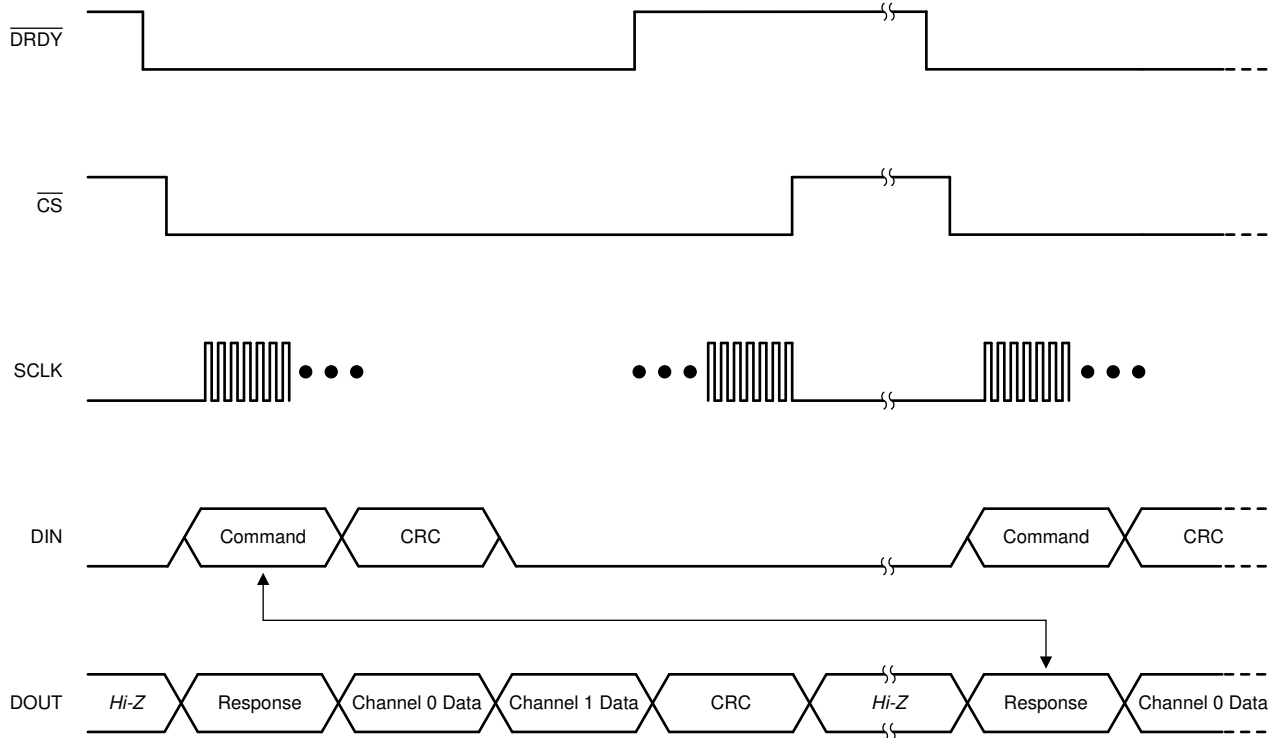 DRDY
CS
SCLK
DIN
Command
CRC
Command
CRC
DOUT
Hi-Z
Response
Channel 0 Data
Channel 1 Data
CRC
Hi-Z
Response
Channel 0 Data